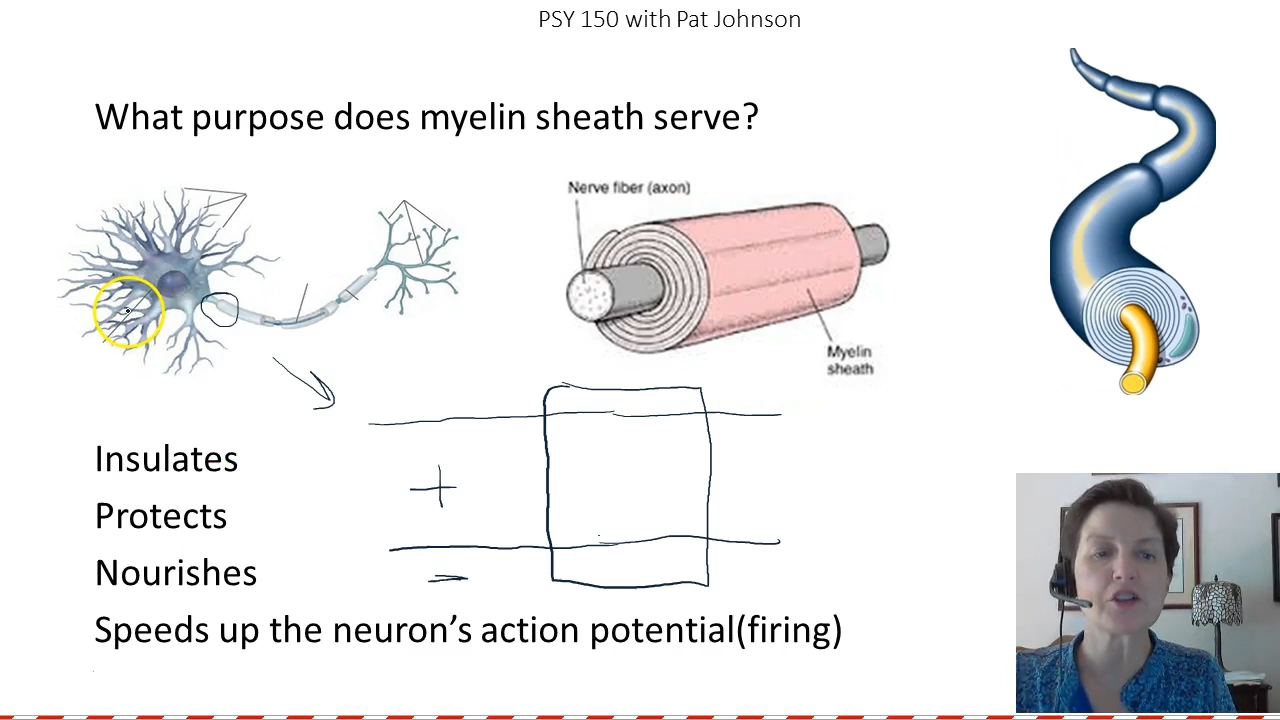 PSY 150 with Pat Johnson
What purpose does myelin sheath serve?
Nerve fiber (axon)
Myelin
sheath
Insulates
+
Protects
Nourishes
-
Speeds up the neuron's action potential(firing)